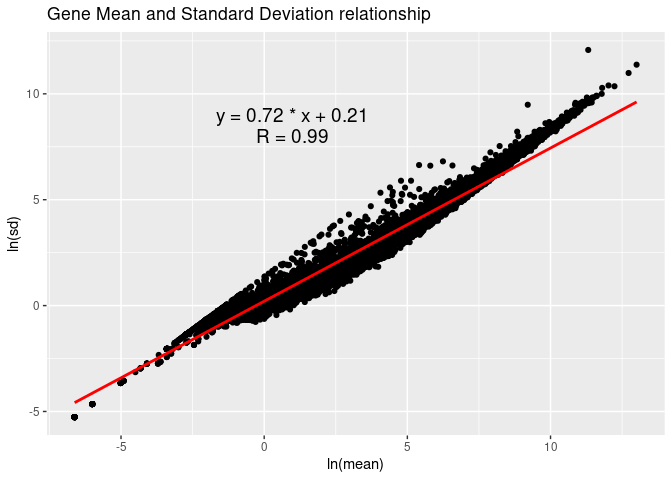 Gene Mean and Standard Deviation relationship
y = 0.72 * x + 0.21
R = 0.99
10
5
0
-5
ln(sd)
-5 0 5 10
ln(mean)